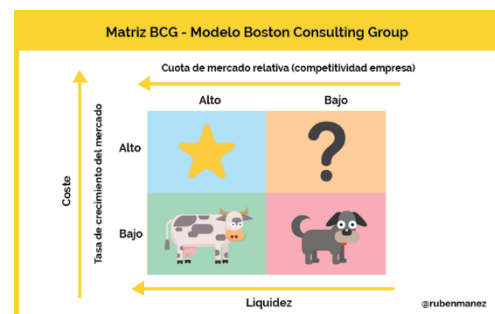 Matriz BCG - Modelo Boston Consulting Group
Cuota de mercado relativa (competitividad empresa)
Alto
Bajo
Coste
Tasa de crecimiento del mercado
Alto
?
Bajo
Liquidez
@rubenmanez